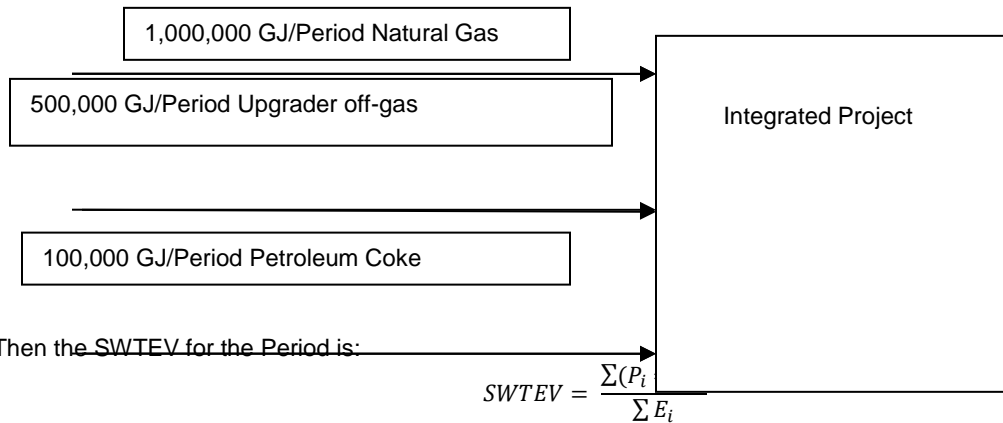 1,000,000 GJ/Period Natural Gas
500,000 GJ/Period Upgrader off-gas
Integrated Project
100,000 GJ/Period Petroleum Coke
Then the SWTEV for the Period is:
SWTEV = ∑(P_i
∑ E_i